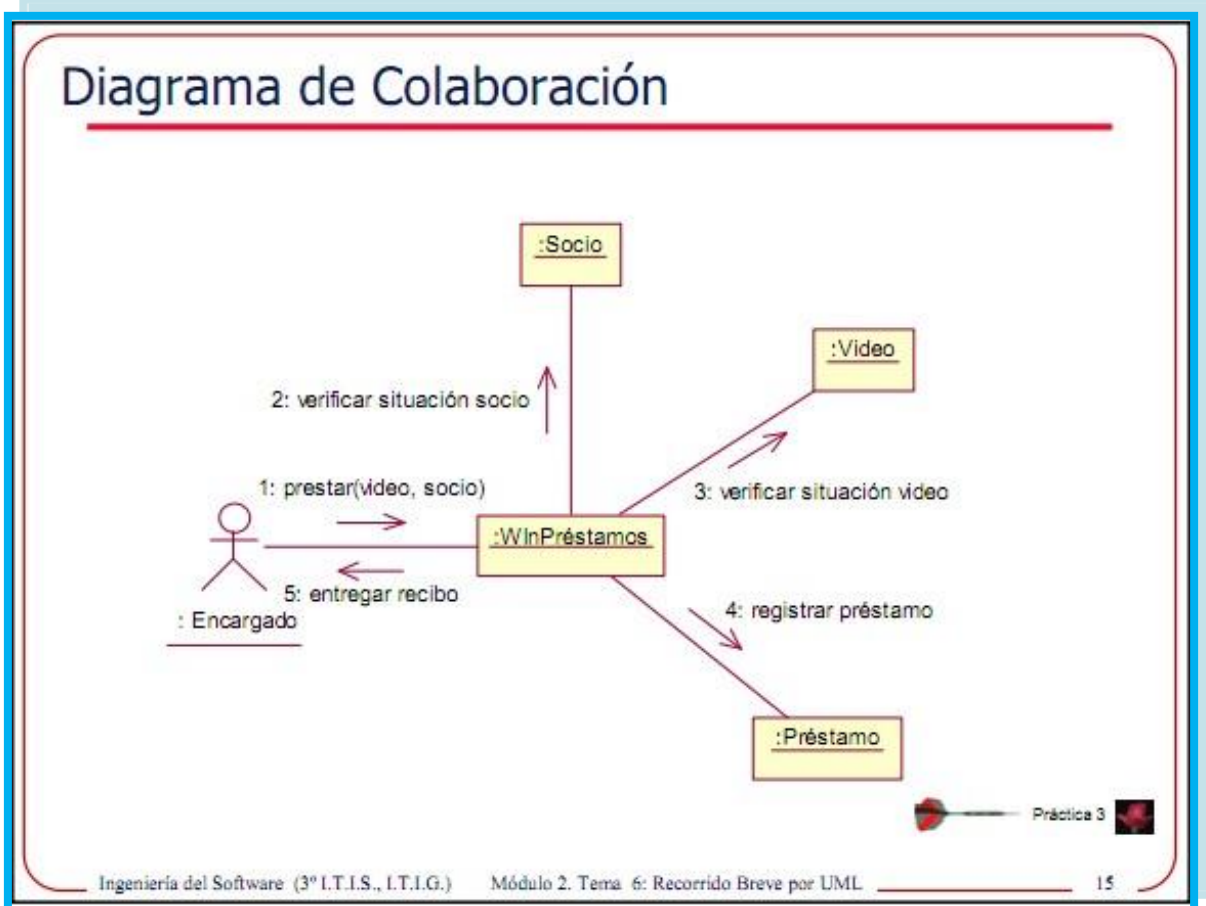 Diagrama de Colaboración
:Socio
:Video
2: verificar situación socio
1: prestar(video, socio)
3: verificar situación video
:WInPréstamos
5: entregar recibo
4: registrar préstamo
: Encargado
:Préstamo
Práctica 3
Ingeniería del Software (3º I.T.I.S., I.T.I.G.) Módulo 2. Tema 6: Recorrido Breve por UML 15